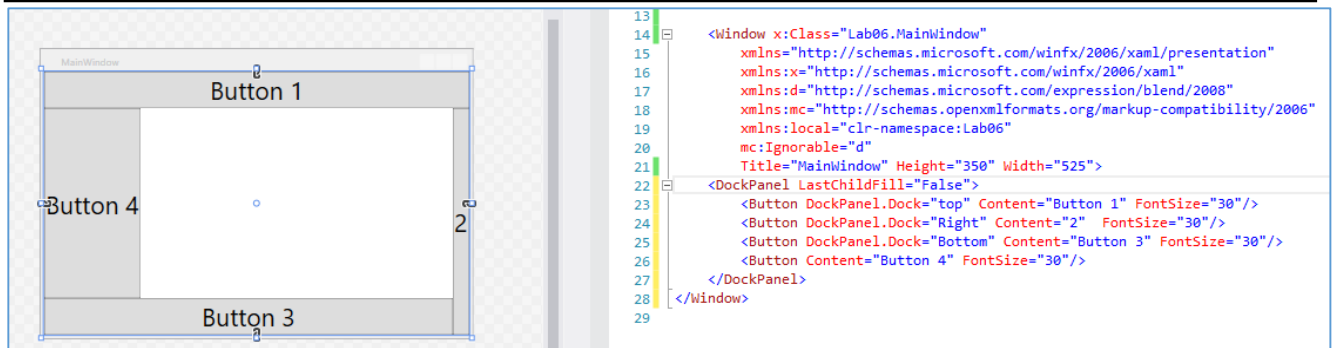 MainWindow
Button 1
Button 4
2
Button 3
13
14 <Window x:Class="Lab06.MainWindow"
15 xmlns="http://schemas.microsoft.com/winfx/2006/xaml/presentation"
16 xmlns:x="http://schemas.microsoft.com/winfx/2006/xaml"
17 xmlns:d="http://schemas.microsoft.com/expression/blend/2008"
18 xmlns:mc="http://schemas.openxmlformats.org/markup-compatibility/2006"
19 xmlns:local="clr-namespace:Lab06"
20 mc:Ignorable="d"
21 Title="MainWindow" Height="350" Width="525">
22 <DockPanel LastChildFill="False">
23 <Button DockPanel.Dock="top" Content="Button 1" FontSize="30"/>
24 <Button DockPanel.Dock="Right" Content="2"  FontSize="30"/>
25 <Button DockPanel.Dock="Bottom" Content="Button 3" FontSize="30"/>
26 <Button Content="Button 4" FontSize="30"/>
27 </DockPanel>
28 </Window>
29